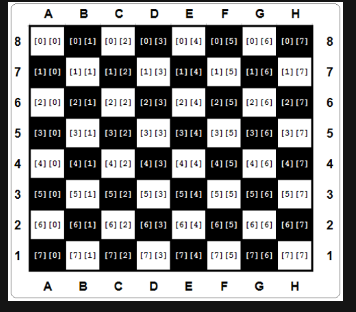 A B C D E F G H
8 [0][0] [0][1] [0][2] [0][3] [0][4] [0][5] [0][6] [0][7] 8
7 [1][0] [1][1] [1][2] [1][3] [1][4] [1][5] [1][6] [1][7] 7
6 [2][0] [2][1] [2][2] [2][3] [2][4] [2][5] [2][6] [2][7] 6
5 [3][0] [3][1] [3][2] [3][3] [3][4] [3][5] [3][6] [3][7] 5
4 [4][0] [4][1] [4][2] [4][3] [4][4] [4][5] [4][6] [4][7] 4
3 [5][0] [5][1] [5][2] [5][3] [5][4] [5][5] [5][6] [5][7] 3
2 [6][0] [6][1] [6][2] [6][3] [6][4] [6][5] [6][6] [6][7] 2
1 [7][0] [7][1] [7][2] [7][3] [7][4] [7][5] [7][6] [7][7] 1
A B C D E F G H